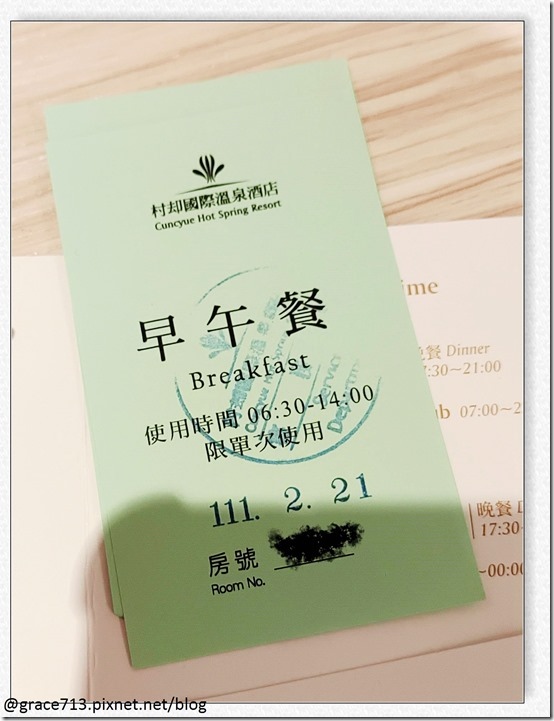 村却國際溫泉酒店
Cuncyue Hot Spring Resort
早午餐
Breakfast
使用時間 06:30-14:00
限單次使用
111. 2. 21
房號
Room No.
晚餐 Dinner
17:30~21:00
07:00~2
晚餐
17:30-
~00:00
@grace713.pixnet.net/blog